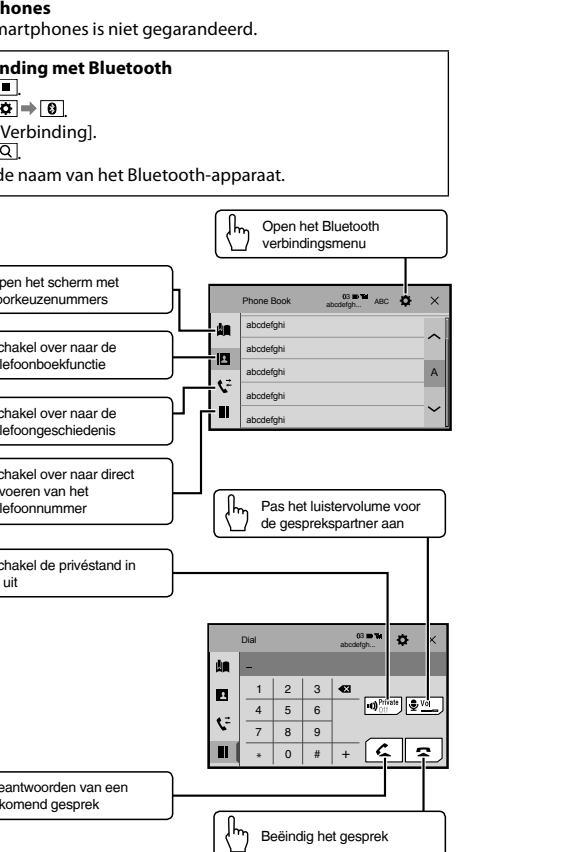 hones
martphones is niet gegarandeerd.
nding met Bluetooth
Verbinding].
de naam van het Bluetooth-apparaat.
Open het Bluetooth
verbindingsmenu
pen het scherm met
oorkeuzenummers
chakel over naar de
lefoonboekfunctie
chakel over naar de
lefoongeschiedenis
chakel over naar direct
voeren van het
lefoonnummer
Phone Book
03
abcdefgh...
ABC
abcdefghi
abcdefghi
abcdefghi
A
abcdefghi
abcdefghi
Pas het luistervolume voor
de gesprekspartner aan
chakel de privéstand in
uit
Dial
03
abcdefgh...
–
1 2 3
4 5 6
Private
Off
Vol
7 8 9
* 0 # +
eantwoorden van een
komend gesprek
Beëindig het gesprek